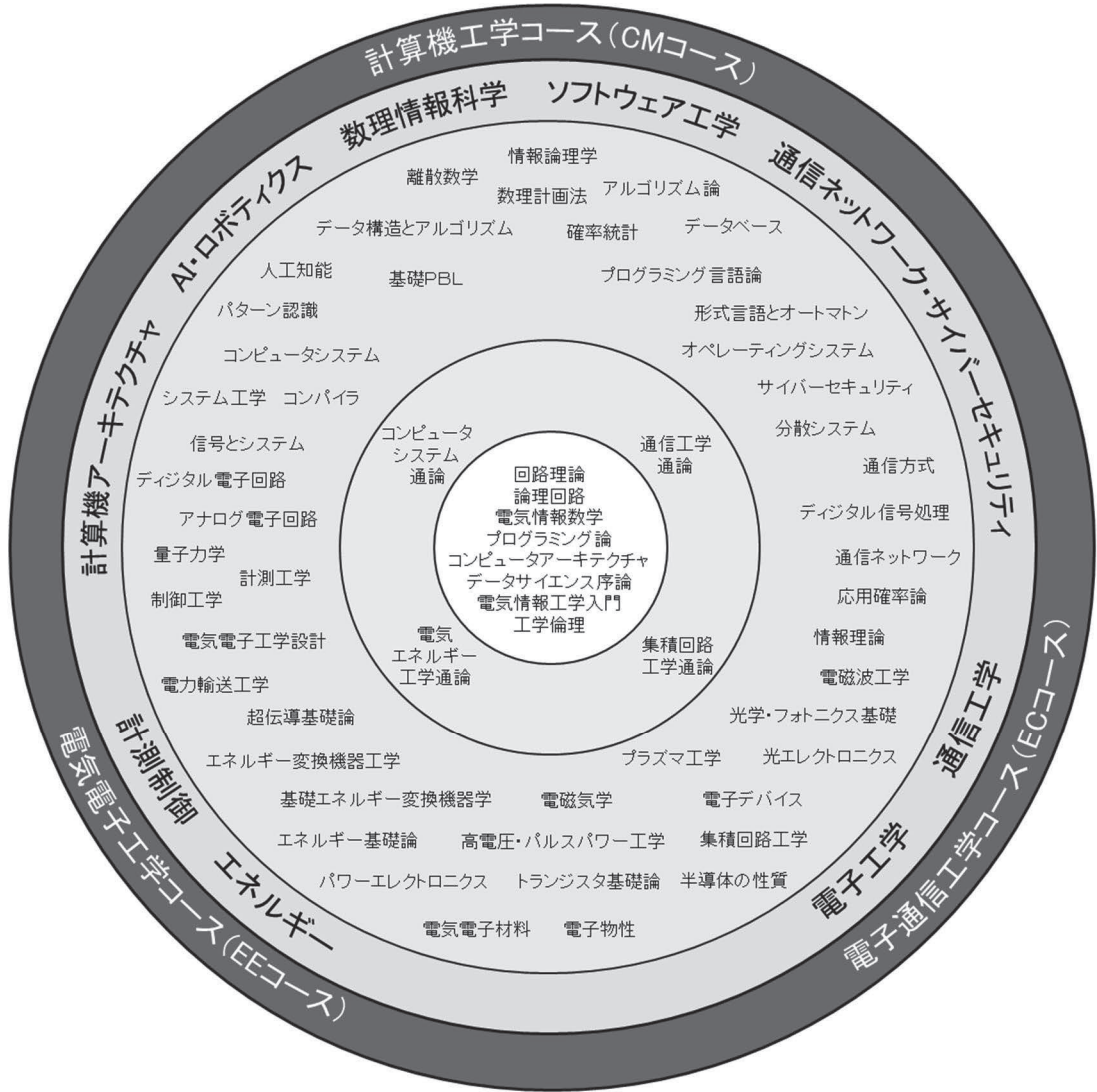 計算機工学コース（CMコース）
数理情報科学
ソフトウェア工学
AI・ロボティクス
通信ネットワーク・サイバーセキュリティ
計算機アーキテクチャ
情報論理学
離散数学
数理計画法
アルゴリズム論
データ構造とアルゴリズム
確率統計
データベース
人工知能
基礎PBL
プログラミング言語論
パターン認識
形式言語とオートマトン
コンピュータシステム
オペレーティングシステム
システム工学
コンパイラ
サイバーセキュリティ
信号とシステム
分散システム
コンピュータ
システム
通論
通信工学
通論
通信方式
ディジタル電子回路
アナログ電子回路
ディジタル信号処理
回路理論
論理回路
電気情報数学
プログラミング論
コンピュータアーキテクチャ
データサイエンス序論
電気情報工学入門
工学倫理
量子力学
計測工学
通信ネットワーク
制御工学
応用確率論
電気電子工学設計
情報理論
電気
エネルギー
工学通論
集積回路
工学通論
電力輸送工学
電磁波工学
超伝導基礎論
光学・フォトニクス基礎
エネルギー変換機器工学
プラズマ工学
光エレクトロニクス
基礎エネルギー変換機器学
電磁気学
電子デバイス
エネルギー基礎論
高電圧・パルスパワー工学
集積回路工学
パワーエレクトロニクス
トランジスタ基礎論
半導体の性質
電気電子材料
電子物性
計測制御
エネルギー
電子工学
通信工学
電気電子工学コース（EEコース）
電子通信工学コース（ECコース）